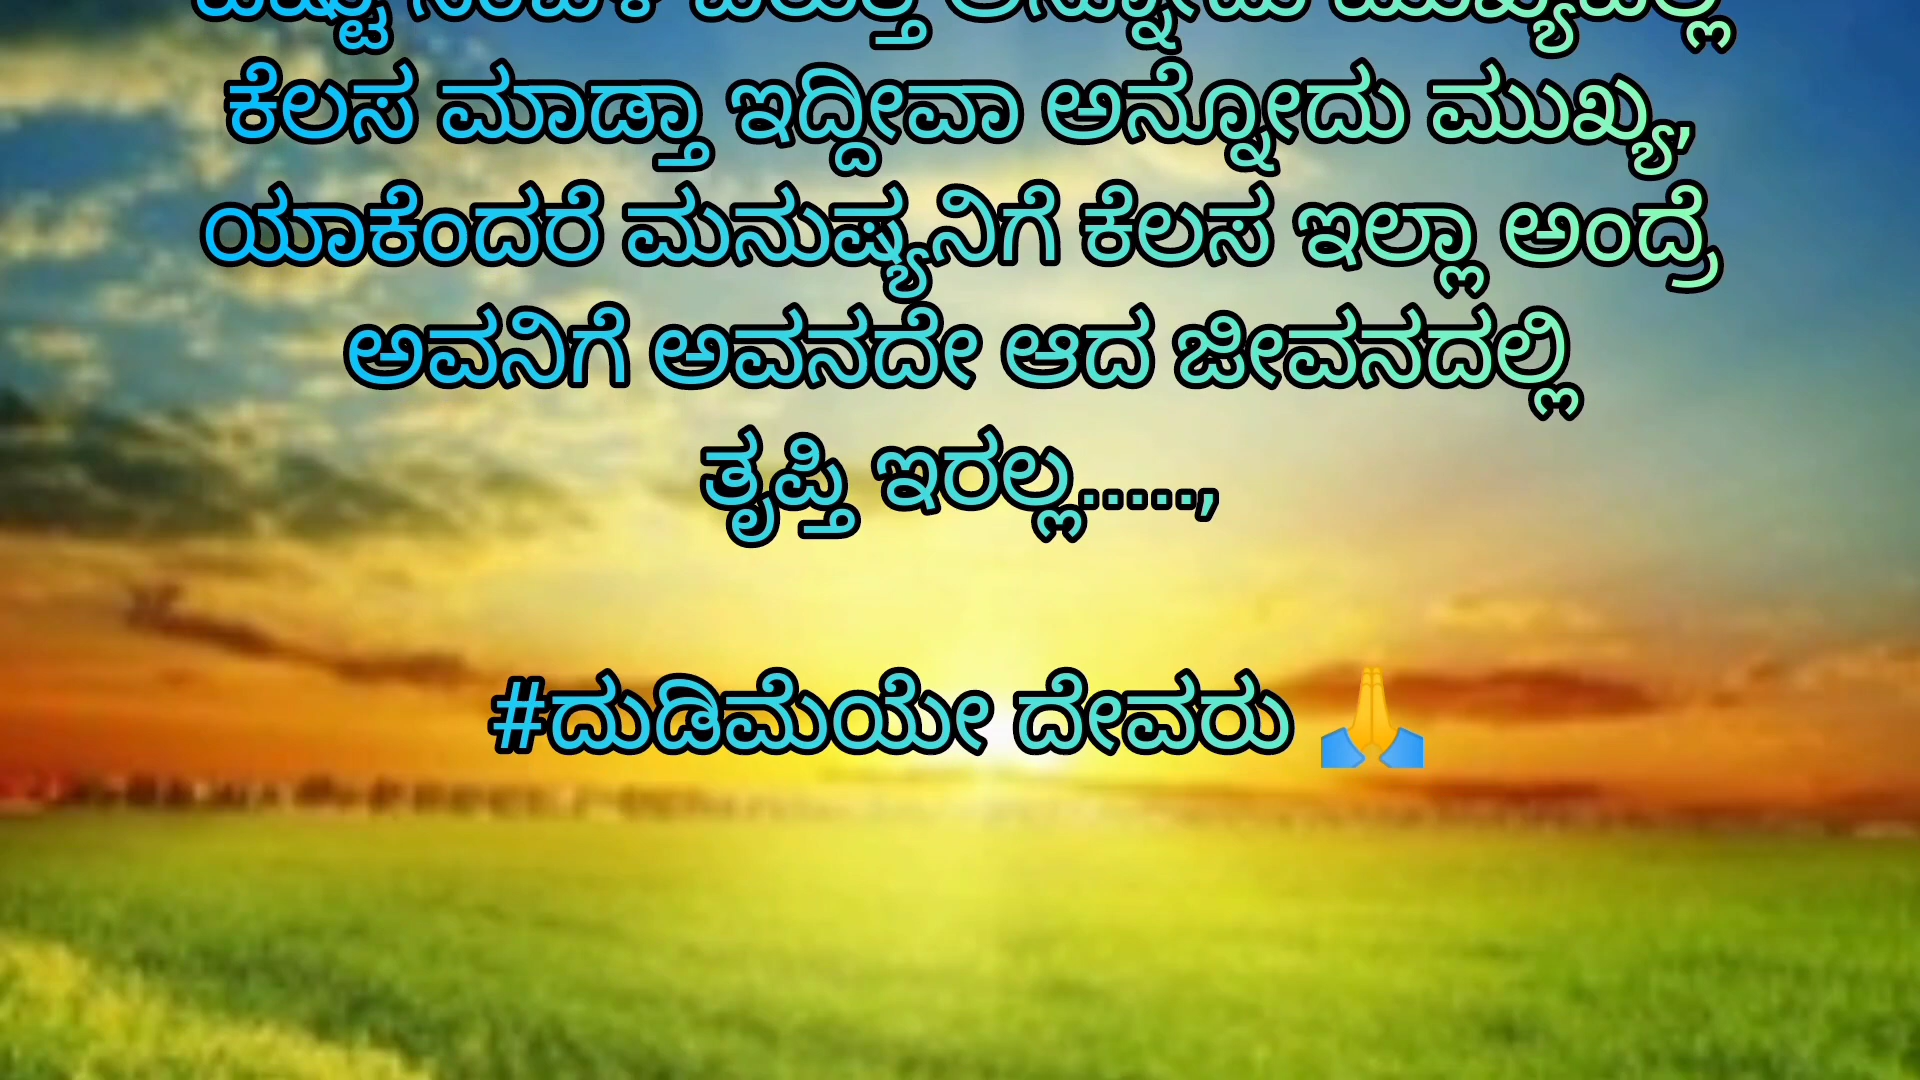 ಕೆಲಸ ಮಾಡ್ತಾ ಇದ್ದೀವಾ ಅನ್ನೋದು ಮುಖ್ಯ,
ಯಾಕೆಂದರೆ ಮನುಷ್ಯನಿಗೆ ಕೆಲಸ ಇಲ್ಲಾ ಅಂದ್ರೆ
ಅವನಿಗೆ ಅವನದೇ ಆದ ಜೀವನದಲ್ಲಿ
ತೃಪ್ತಿ ಇರಲ್ಲ.....,
#ದುಡಿಮೆಯೇ ದೇವರು 🙏